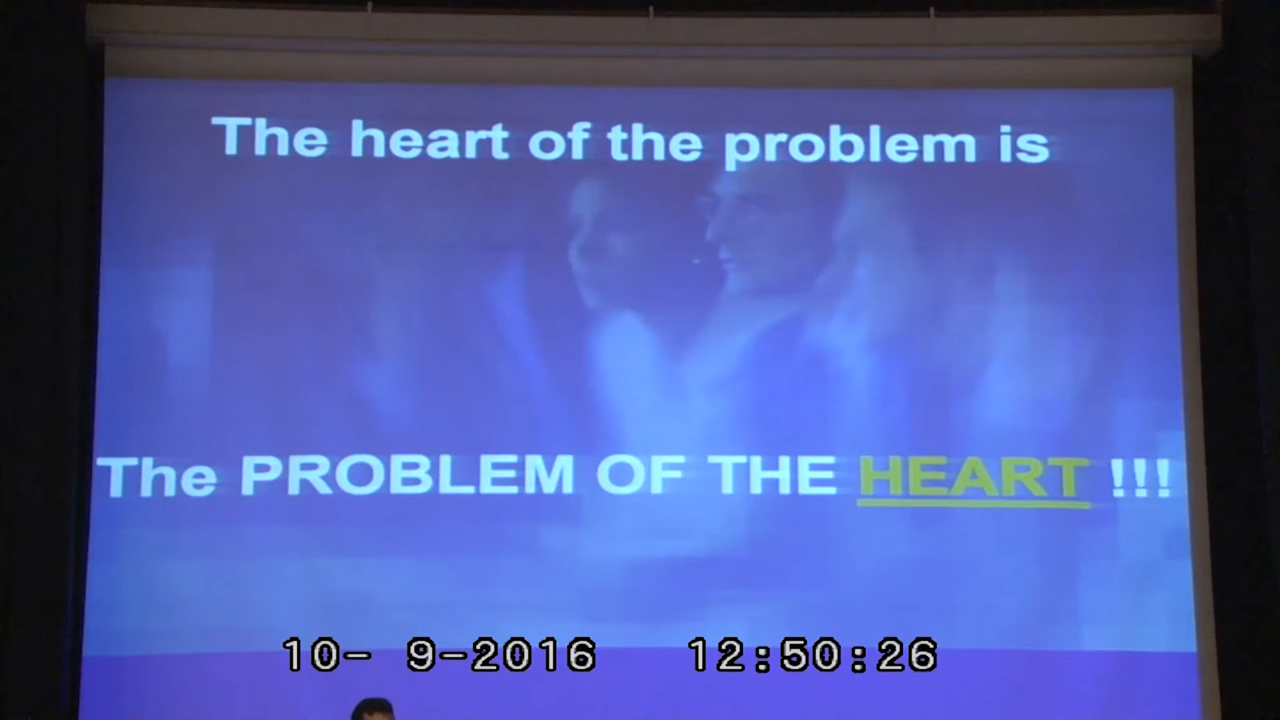 The heart of the problem is
The PROBLEM OF THE HEART !!!
10- 9-2016 12:50:26